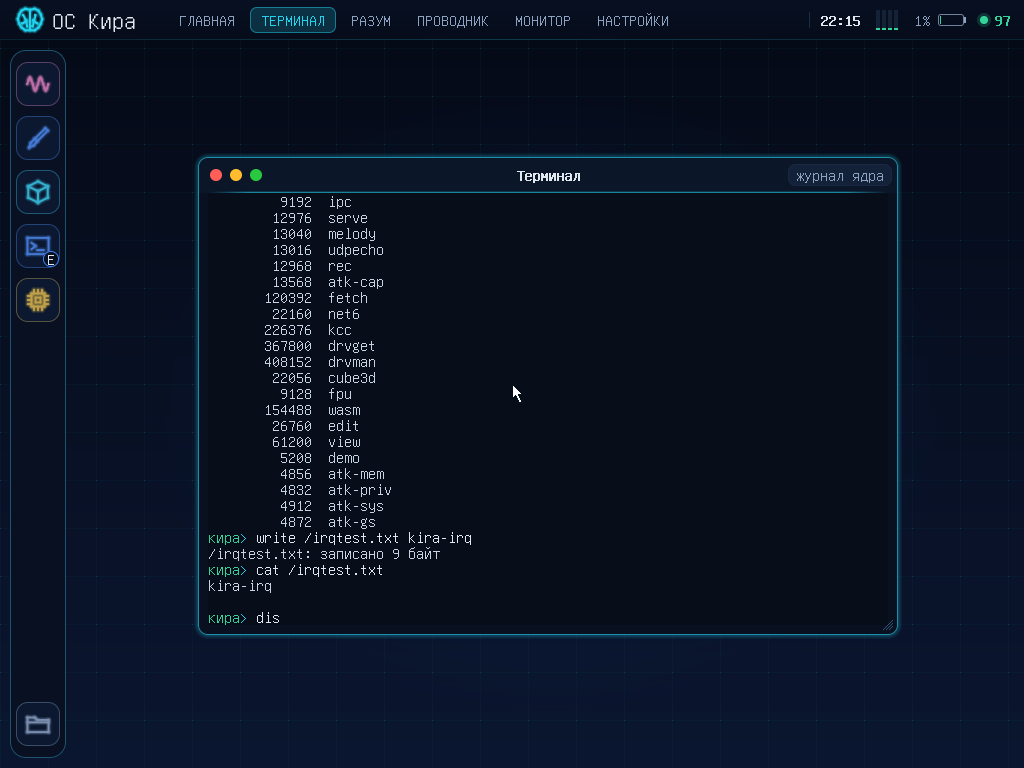 ОС Кира
ГЛАВНАЯ ТЕРМИНАЛ РАЗУМ ПРОВОДНИК МОНИТОР НАСТРОЙКИ
22:15 1% 97
E
Терминал
журнал ядра
9192 ipc
12976 serve
13040 melody
13016 udpecho
12968 rec
13568 atk-cap
120392 fetch
22160 net6
226376 kcc
367800 drvget
408152 drvman
22056 cube3d
9128 fpu
154488 wasm
26760 edit
61200 view
5208 demo
4856 atk-mem
4832 atk-priv
4912 atk-sys
4872 atk-gs
кира> write /irqtest.txt kira-irq
/irqtest.txt: записано 9 байт
кира> cat /irqtest.txt
kira-irq
кира> dis